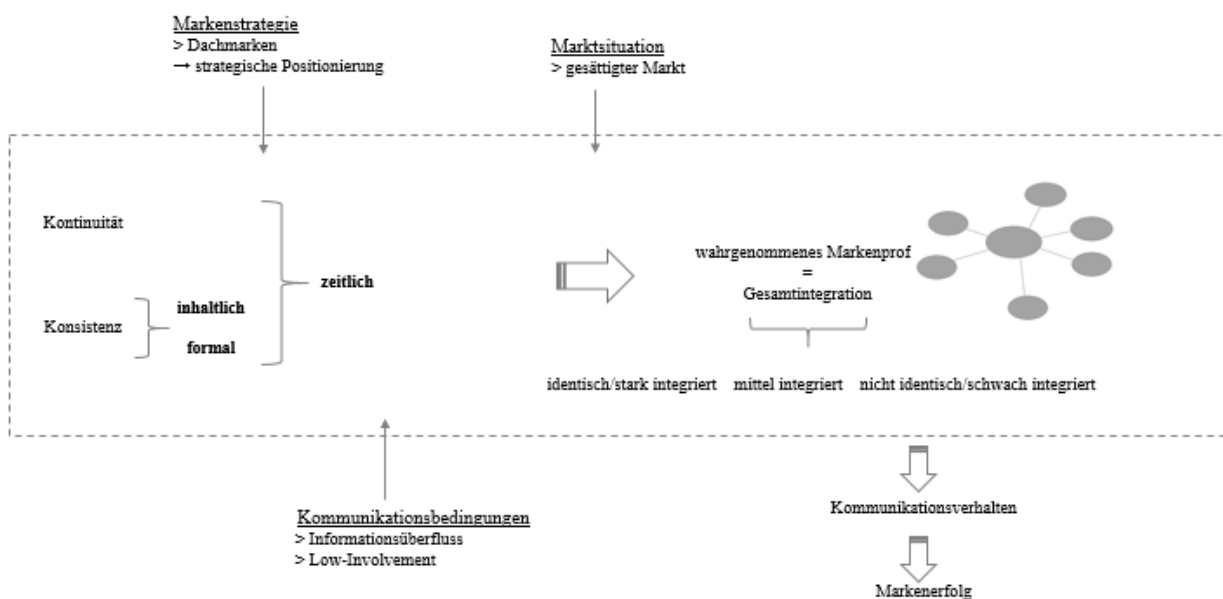 Markenstrategie
> Dachmarken
→ strategische Positionierung
Marktsituation
> gesättigter Markt
Kontinuität
Konsistenz
inhaltlich
formal
zeitlich
wahrgenommenes Markenprof
=
Gesamtintegration
identisch/stark integriert mittel integriert nicht identisch/schwach integriert
Kommunikationsbedingungen
> Informationsüberfluss
> Low-Involvement
Kommunikationsverhalten
Markenerfolg